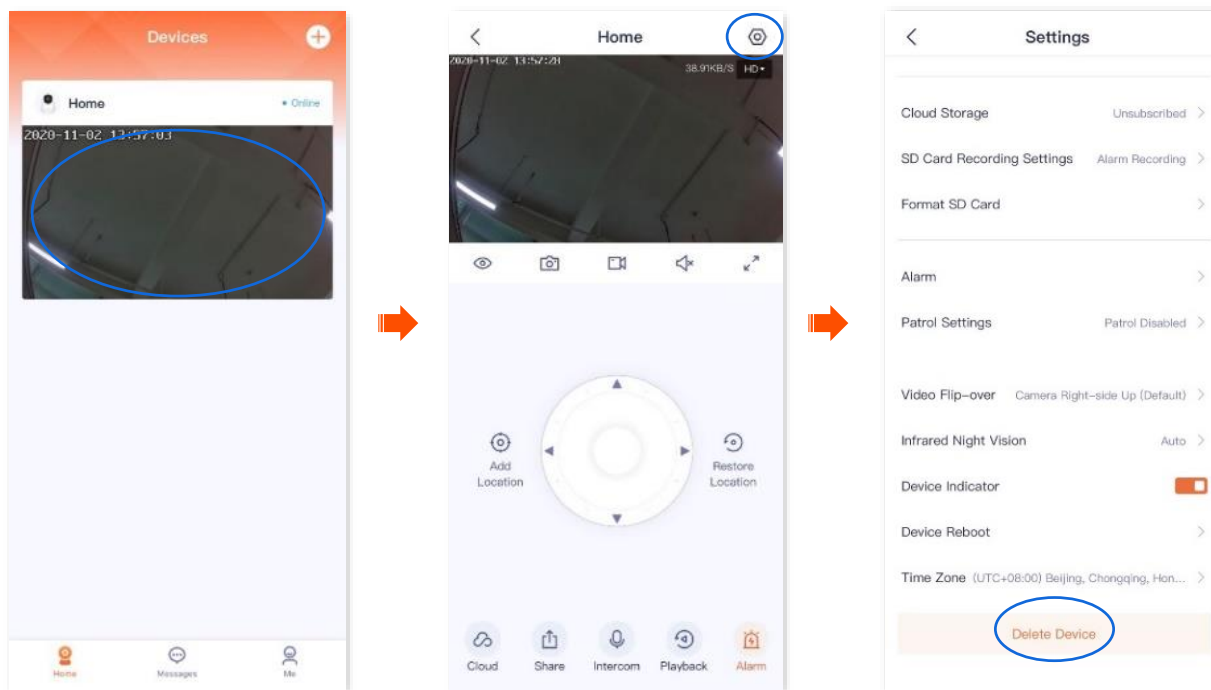 Devices
Home
Online
2020-11-02 13:57:03
Home
Messages
Me
Home
2020-11-02 13:57:28
38.91KB/S HD
Add
Location
Restore
Location
Cloud Share Intercom Playback Alarm
Settings
Cloud Storage Unsubscribed
SD Card Recording Settings Alarm Recording
Format SD Card
Alarm
Patrol Settings Patrol Disabled
Video Flip-over Camera Right-side Up (Default)
Infrared Night Vision Auto
Device Indicator
Device Reboot
Time Zone (UTC+08:00) Beijing, Chongqing, Hon...
Delete Device